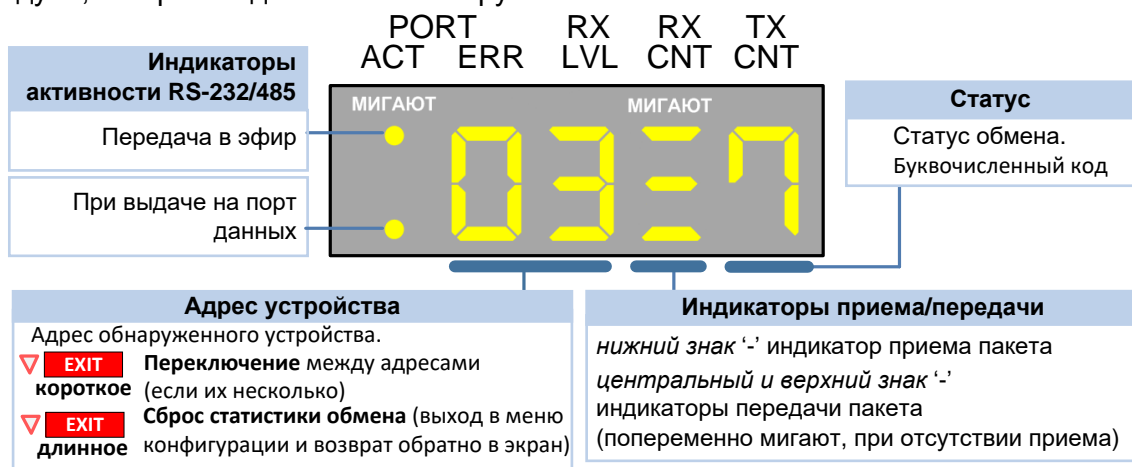 PORT RX RX TX
ACT ERR LVL CNT CNT
Индикаторы
активности RS-232/485
Передача в эфир
При выдаче на порт
данных
МИГАЮТ МИГАЮТ
03 7
Статус
Статус обмена.
Буквочисленный код
Адрес устройства
Адрес обнаруженного устройства.
EXIT Переключение между адресами
короткое (если их несколько)
EXIT Сброс статистики обмена (выход в меню
длинное конфигурации и возврат обратно в экран)
Индикаторы приема/передачи
нижний знак ‘-’ индикатор приема пакета
центральный и верхний знак ‘-’
индикаторы передачи пакета
(попеременно мигают, при отсутствии приема)